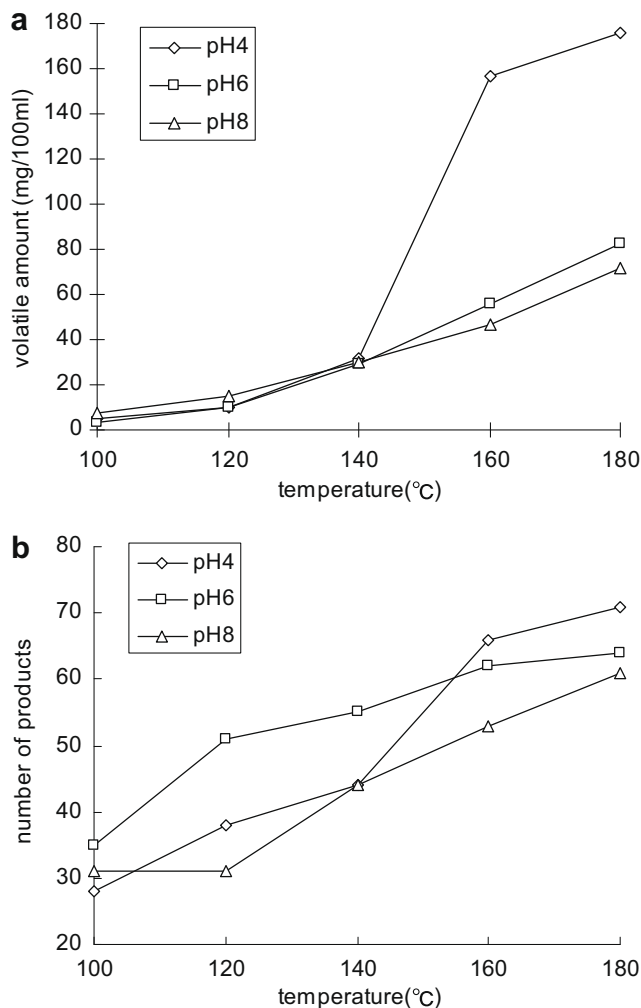 a
180
160
140
120
100
80
60
40
20
0
volatile amount (mg/100ml)
pH4
pH6
pH8
100 120 140 160 180
temperature(°C)
b
80
70
60
50
40
30
20
number of products
pH4
pH6
pH8
100 120 140 160 180
temperature(°C)